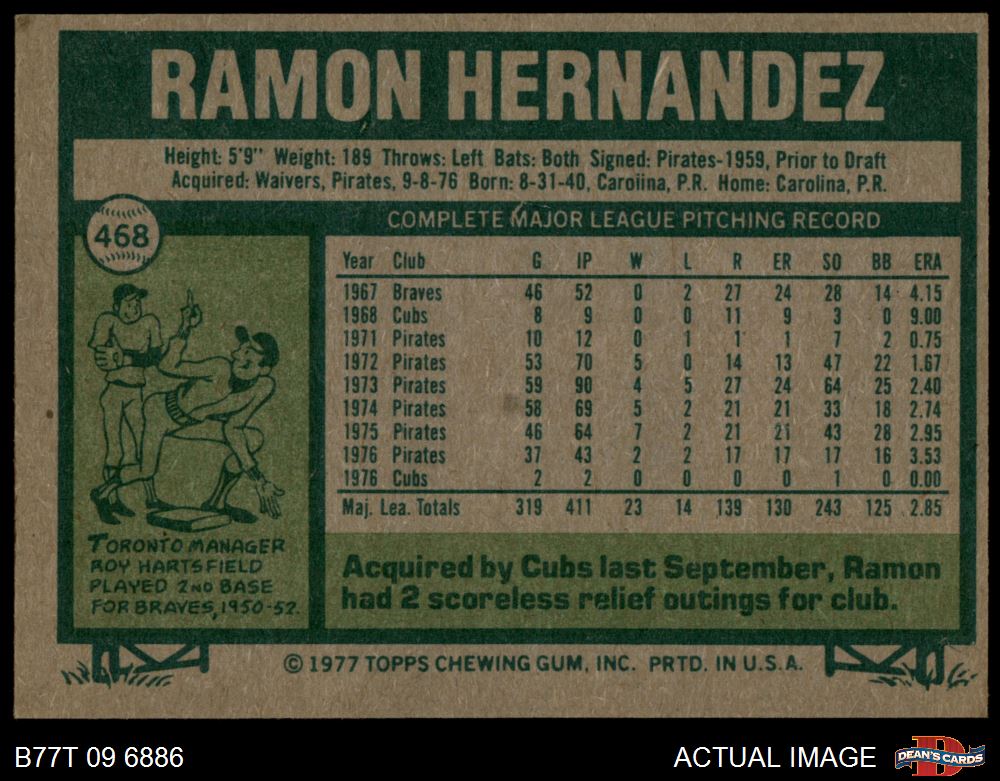 RAMON HERNANDEZ
Height: 5'9" Weight: 189 Throws: Left Bats: Both Signed: Pirates-1959, Prior to Draft
Acquired: Waivers, Pirates, 9-8-76 Born: 8-31-40, Caroiina, P.R. Home: Carolina, P.R.
468
COMPLETE MAJOR LEAGUE PITCHING RECORD
Year Club G IP W L R ER SO BB ERA
1967 Braves 46 52 0 2 27 24 28 14 4.15
1968 Cubs 8 9 0 0 11 9 3 0 9.00
1971 Pirates 10 12 0 1 1 1 7 2 0.75
1972 Pirates 53 70 5 0 14 13 47 22 1.67
1973 Pirates 59 90 4 5 27 24 64 25 2.40
1974 Pirates 58 69 5 2 21 21 33 18 2.74
1975 Pirates 46 64 7 2 21 21 43 28 2.95
1976 Pirates 37 43 2 2 17 17 17 16 3.53
1976 Cubs 2 2 0 0 0 0 1 0 0.00
Maj. Lea. Totals 319 411 23 14 139 130 243 125 2.85
TORONTO MANAGER
ROY HARTSFIELD
PLAYED 2ND BASE
FOR BRAVES, 1950-52.
Acquired by Cubs last September, Ramon
had 2 scoreless relief outings for club.
© 1977 TOPPS CHEWING GUM, INC. PRTD. IN U.S.A.
B77T 09 6886
ACTUAL IMAGE
D
DEAN'S CARDS